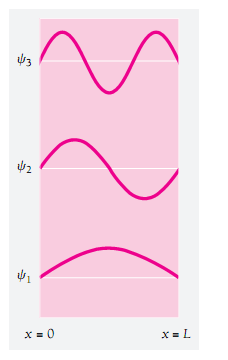 ψ₃
ψ₂
ψ₁
x = 0 x = L